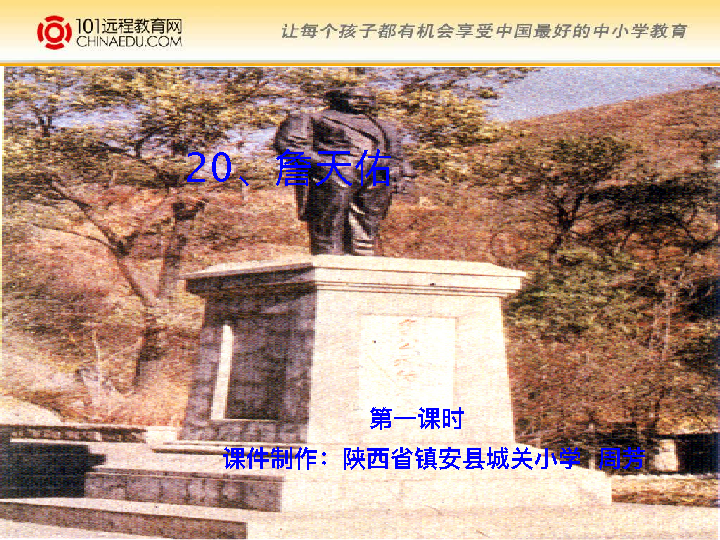 101远程教育网
CHINAEDU.COM
让每个孩子都有机会享受中国最好的中小学教育
20、詹天佑
第一课时
课件制作：陕西省镇安县城关小学 周芳